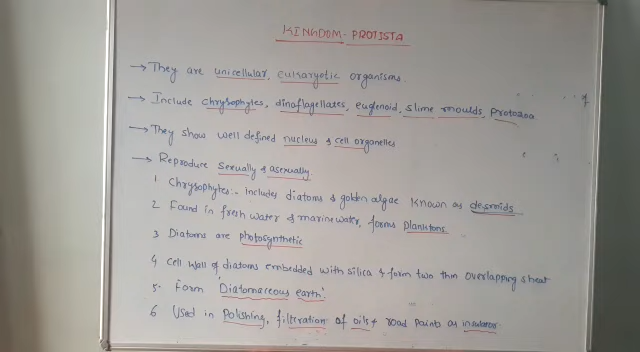 KINGDOM - PROTISTA
→ They are unicellular, eukaryotic organisms.
→ Include chrysophytes, dinoflagellates, euglenoid, slime moulds, Protozoa
→ They show well defined nucleus & cell organelles
→ Reproduce sexually & asexually
1 Chrysophytes:- Includes diatoms & golden algae known as desmids.
2 Found in fresh water & marine water, forms planktons.
3 Diatoms are photosynthetic
4 Cell wall of diatoms embedded with silica & form two thin overlapping sheat
5. Form 'Diatomaceous earth'.
6 Used in Polishing, filteration of oils & road paints as insulator.